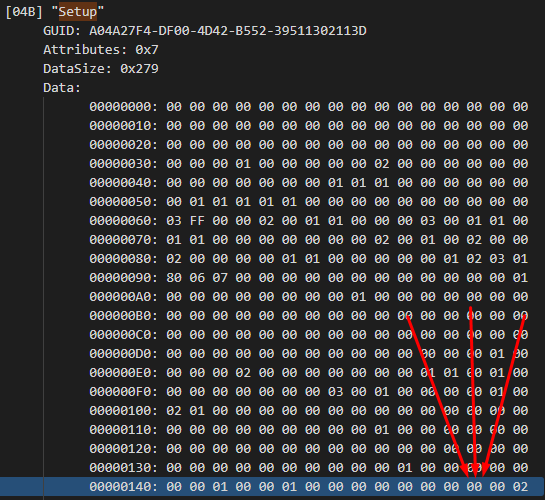 [04B] "Setup"
GUID: A04A27F4-DF00-4D42-B552-39511302113D
Attributes: 0x7
DataSize: 0x279
Data:
00000000: 00 00 00 00 00 00 00 00 00 00 00 00 00 00 00 00
00000010: 00 00 00 00 00 00 00 00 00 00 00 00 00 00 00 00
00000020: 00 00 00 00 00 00 00 00 00 00 00 00 00 00 00 00
00000030: 00 00 00 01 00 00 00 00 00 02 00 00 00 00 00 00
00000040: 00 00 00 00 00 00 00 01 01 01 00 00 00 00 00 00
00000050: 00 01 01 01 01 01 00 00 00 00 00 00 00 00 00 00
00000060: 03 FF 00 00 02 00 01 01 00 00 00 03 00 01 01 00
00000070: 01 01 00 00 00 00 00 00 00 02 00 01 00 02 00 00
00000080: 02 00 00 00 00 01 01 00 00 00 00 00 01 02 03 01
00000090: 80 06 07 00 00 00 00 00 00 00 00 00 00 00 00 01
000000A0: 00 00 00 00 00 00 00 00 01 00 00 00 00 00 00 00
000000B0: 00 00 00 00 00 00 00 00 00 00 00 00 00 00 00 00
000000C0: 00 00 00 00 00 00 00 00 00 00 00 00 00 00 00 00
000000D0: 00 00 00 00 00 00 00 00 00 00 00 00 00 00 01 00
000000E0: 00 00 00 02 00 00 00 00 00 00 00 01 01 00 01 00
000000F0: 00 00 00 00 00 00 00 03 00 01 00 00 00 00 01 00
00000100: 02 01 00 00 00 00 00 00 00 00 00 00 00 00 00 00
00000110: 00 00 00 00 00 00 00 00 00 01 00 00 00 00 00 00
00000120: 00 00 00 00 00 00 00 00 00 00 00 00 00 00 00 00
00000130: 00 00 00 00 00 00 00 00 00 00 01 00 00 00 00 00
00000140: 00 00 01 00 00 01 00 00 00 00 00 00 00 00 00 02